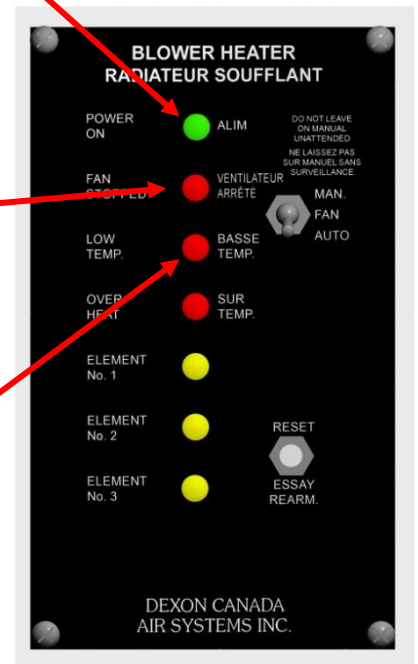 BLOWER HEATER
RADIATEUR SOUFFLANT
POWER
ON
ALIM
DO NOT LEAVE
ON MANUAL
UNATTENDED
NE LAISSEZ PAS
SUR MANUEL SANS
SURVEILLANCE
FAN
STOPPED
VENTILATEUR
ARRÊTÉ
MAN.
FAN
AUTO
LOW
TEMP.
BASSE
TEMP.
OVER
HEAT
SUR
TEMP.
ELEMENT
No. 1
ELEMENT
No. 2
RESET
ELEMENT
No. 3
ESSAY
REARM.
DEXON CANADA
AIR SYSTEMS INC.